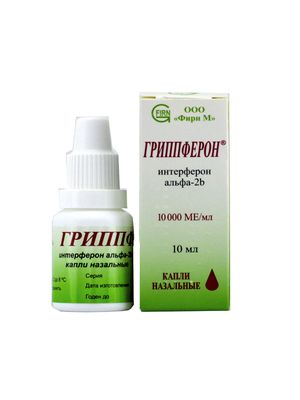 FIRN
ООО
«Фирн М»
ГРИППФЕРОН®
интерферон
альфа-2b
10 000 МЕ/мл
10 мл
КАПЛИ
НАЗАЛЬНЫЕ
ГРИППФ
интерферон альфа-2
капли назальные
8 °C
Серия
Дата изготовления
Годен до